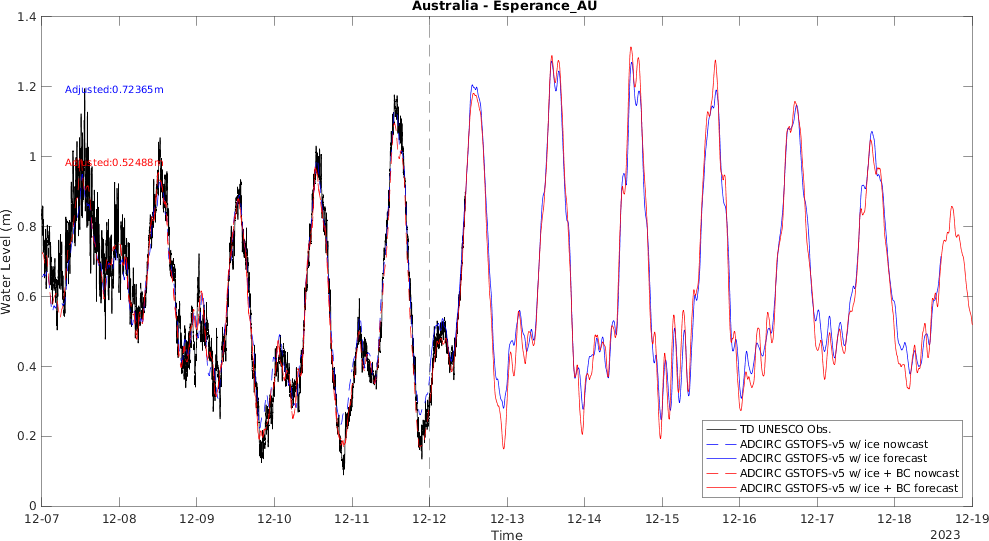 Australia - Esperance_AU
1.4
1.2
1
0.8
0.6
0.4
0.2
0
Water Level (m)
Adjusted:0.72365m
Adjusted:0.52488m
TD UNESCO Obs.
ADCIRC GSTOFS-v5 w/ ice nowcast
ADCIRC GSTOFS-v5 w/ ice forecast
ADCIRC GSTOFS-v5 w/ ice + BC nowcast
ADCIRC GSTOFS-v5 w/ ice + BC forecast
12-07 12-08 12-09 12-10 12-11 12-12 12-13 12-14 12-15 12-16 12-17 12-18 12-19
Time
2023